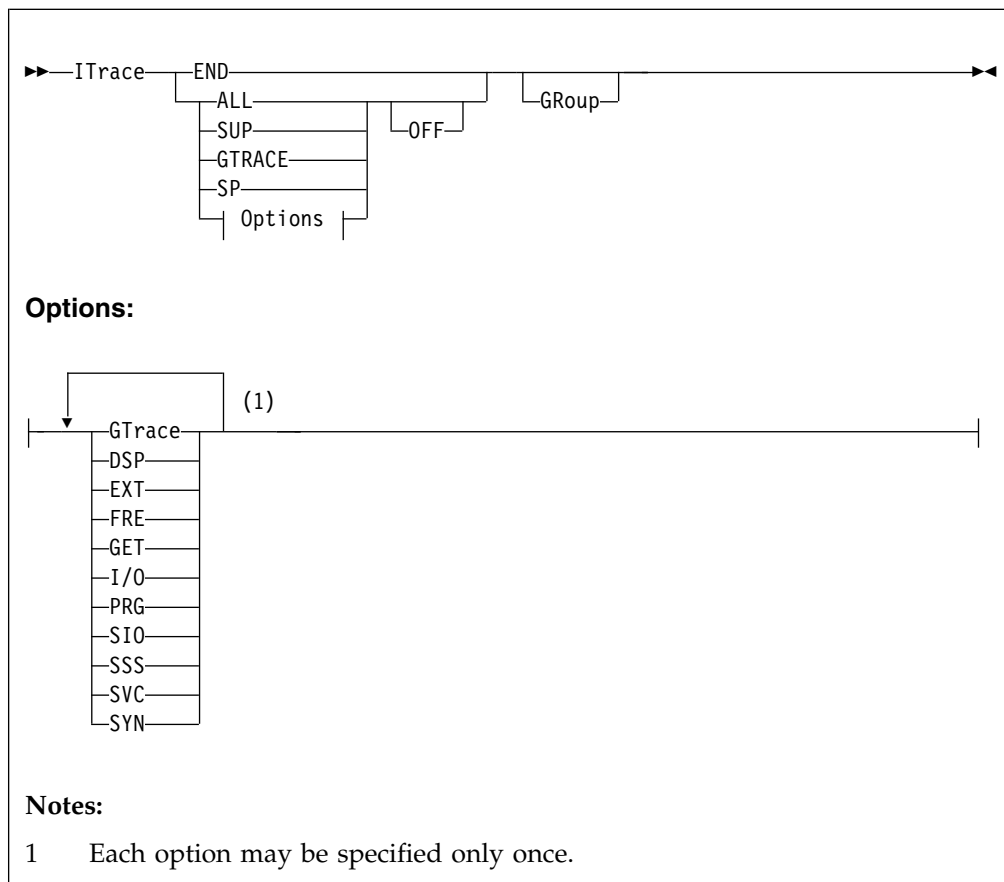 ITrace END
ALL GRoup
SUP OFF
GTRACE
SP
Options
Options:
(1)
GTrace
DSP
EXT
FRE
GET
I/O
PRG
SIO
SSS
SVC
SYN
Notes:
1 Each option may be specified only once.